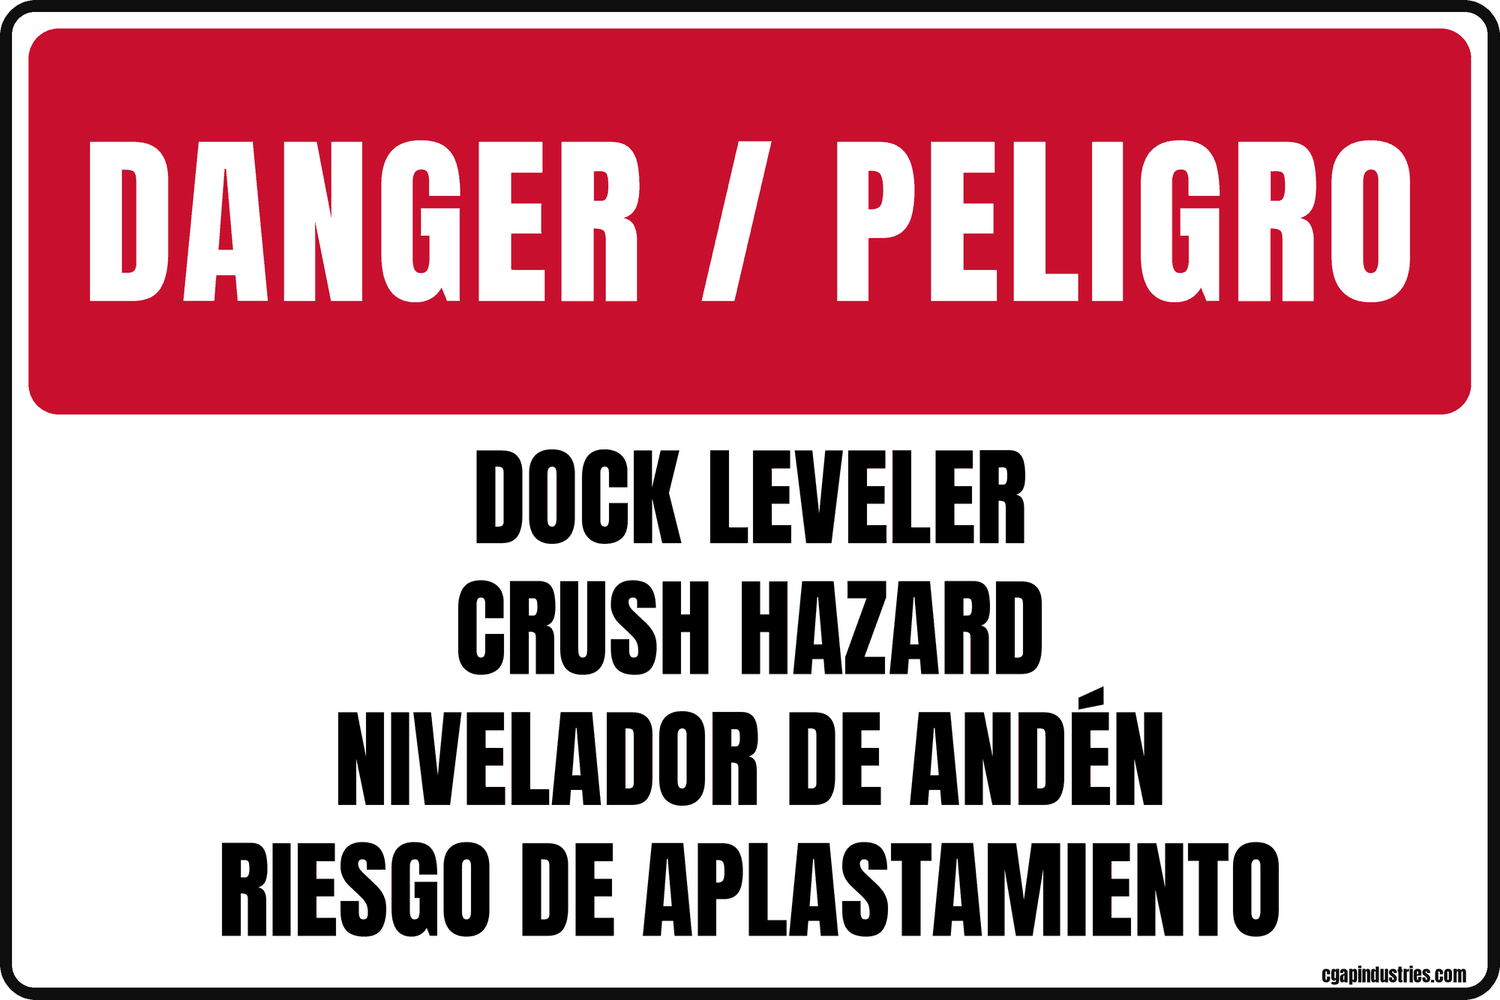 DANGER / PELIGRO
DOCK LEVELER
CRUSH HAZARD
NIVELADOR DE ANDÉN
RIESGO DE APLASTAMIENTO
cgapindustries.com